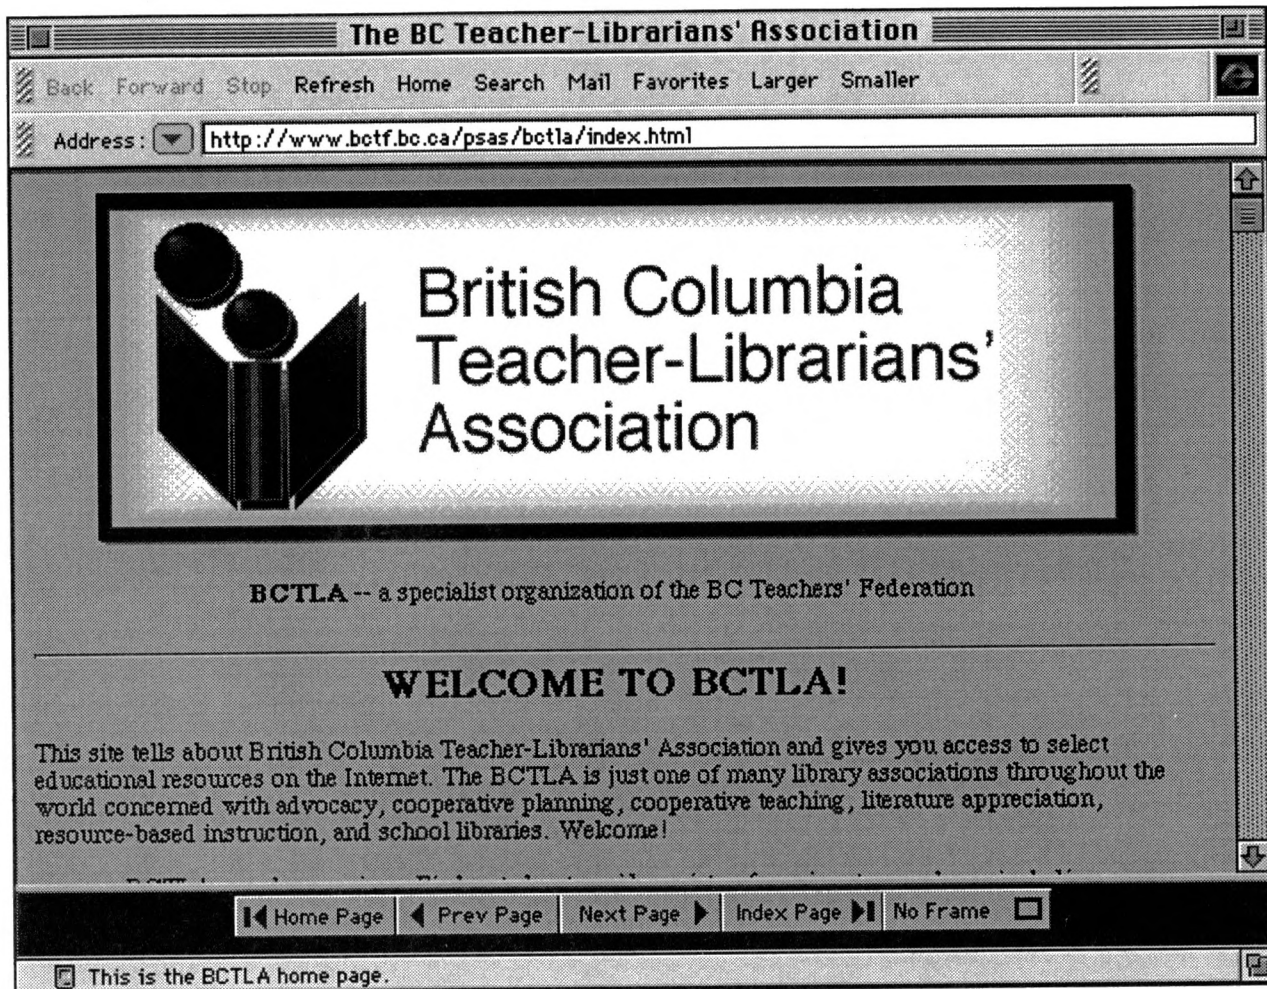 The BC Teacher-Librarians' Association
Back Forward Stop Refresh Home Search Mail Favorites Larger Smaller
Address: http://www.bctf.bc.ca/psas/bctla/index.html
British Columbia
Teacher-Librarians'
Association
BCTLA -- a specialist organization of the BC Teachers' Federation
WELCOME TO BCTLA!
This site tells about British Columbia Teacher-Librarians' Association and gives you access to select
educational resources on the Internet. The BCTLA is just one of many library associations throughout the
world concerned with advocacy, cooperative planning, cooperative teaching, literature appreciation,
resource-based instruction, and school libraries. Welcome!
Home Page Prev Page Next Page Index Page No Frame
This is the BCTLA home page.